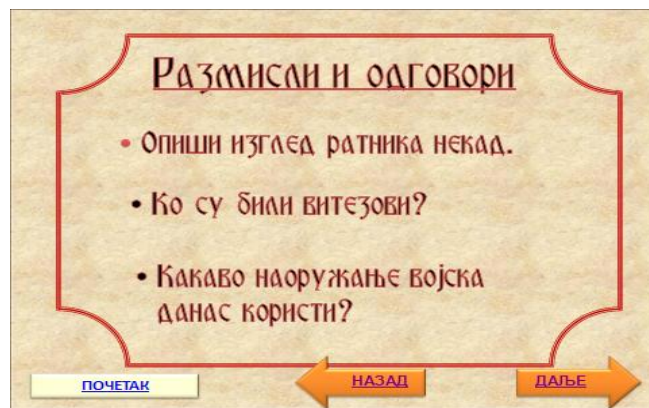 Размисли и одговори
• Опиши изглед ратника некад.
• Ко су били витезови?
• Какаво наоружање војска
данас користи?
ПОЧЕТАК
НАЗАД
ДАЉЕ